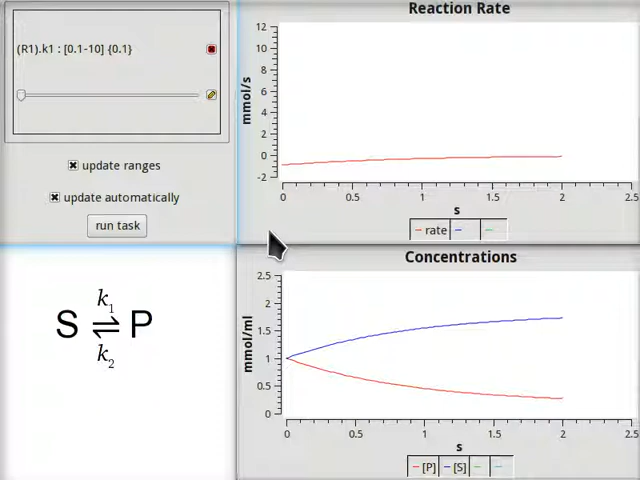 (R1).k1 : [0.1-10] {0.1}
update ranges
update automatically
run task
Reaction Rate
mmol/s
12
10
8
6
4
2
0
-2
0
0.5
1
1.5
2
2.5
s
rate
S ⇌ P
k1
k2
Concentrations
mmol/ml
2.5
2
1.5
1
0.5
0
0
0.5
1
1.5
2
2.5
s
[P] [S]